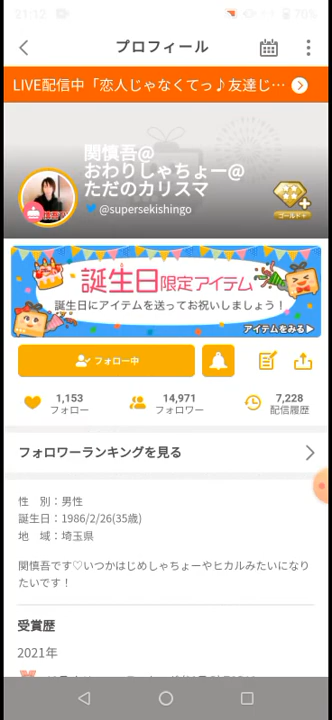 21:12
76%
プロフィール
LIVE配信中「恋人じゃなくてっ♪友達じ…
関慎吾@
おわりしゃちょー@
ただのカリスマ
@supersekishingo
ゴールド+
誕生日限定アイテム
誕生日にアイテムを送ってお祝いしましょう！
アイテムをみる▶
フォロー中
1,153
フォロー
14,971
フォロワー
7,228
配信履歴
フォロワーランキングを見る
性　別：男性
誕生日：1986/2/26(35歳)
地　域：埼玉県
関慎吾です♡いつかはじめしゃちょーやヒカルみたいになり
たいです！
受賞歴
2021年